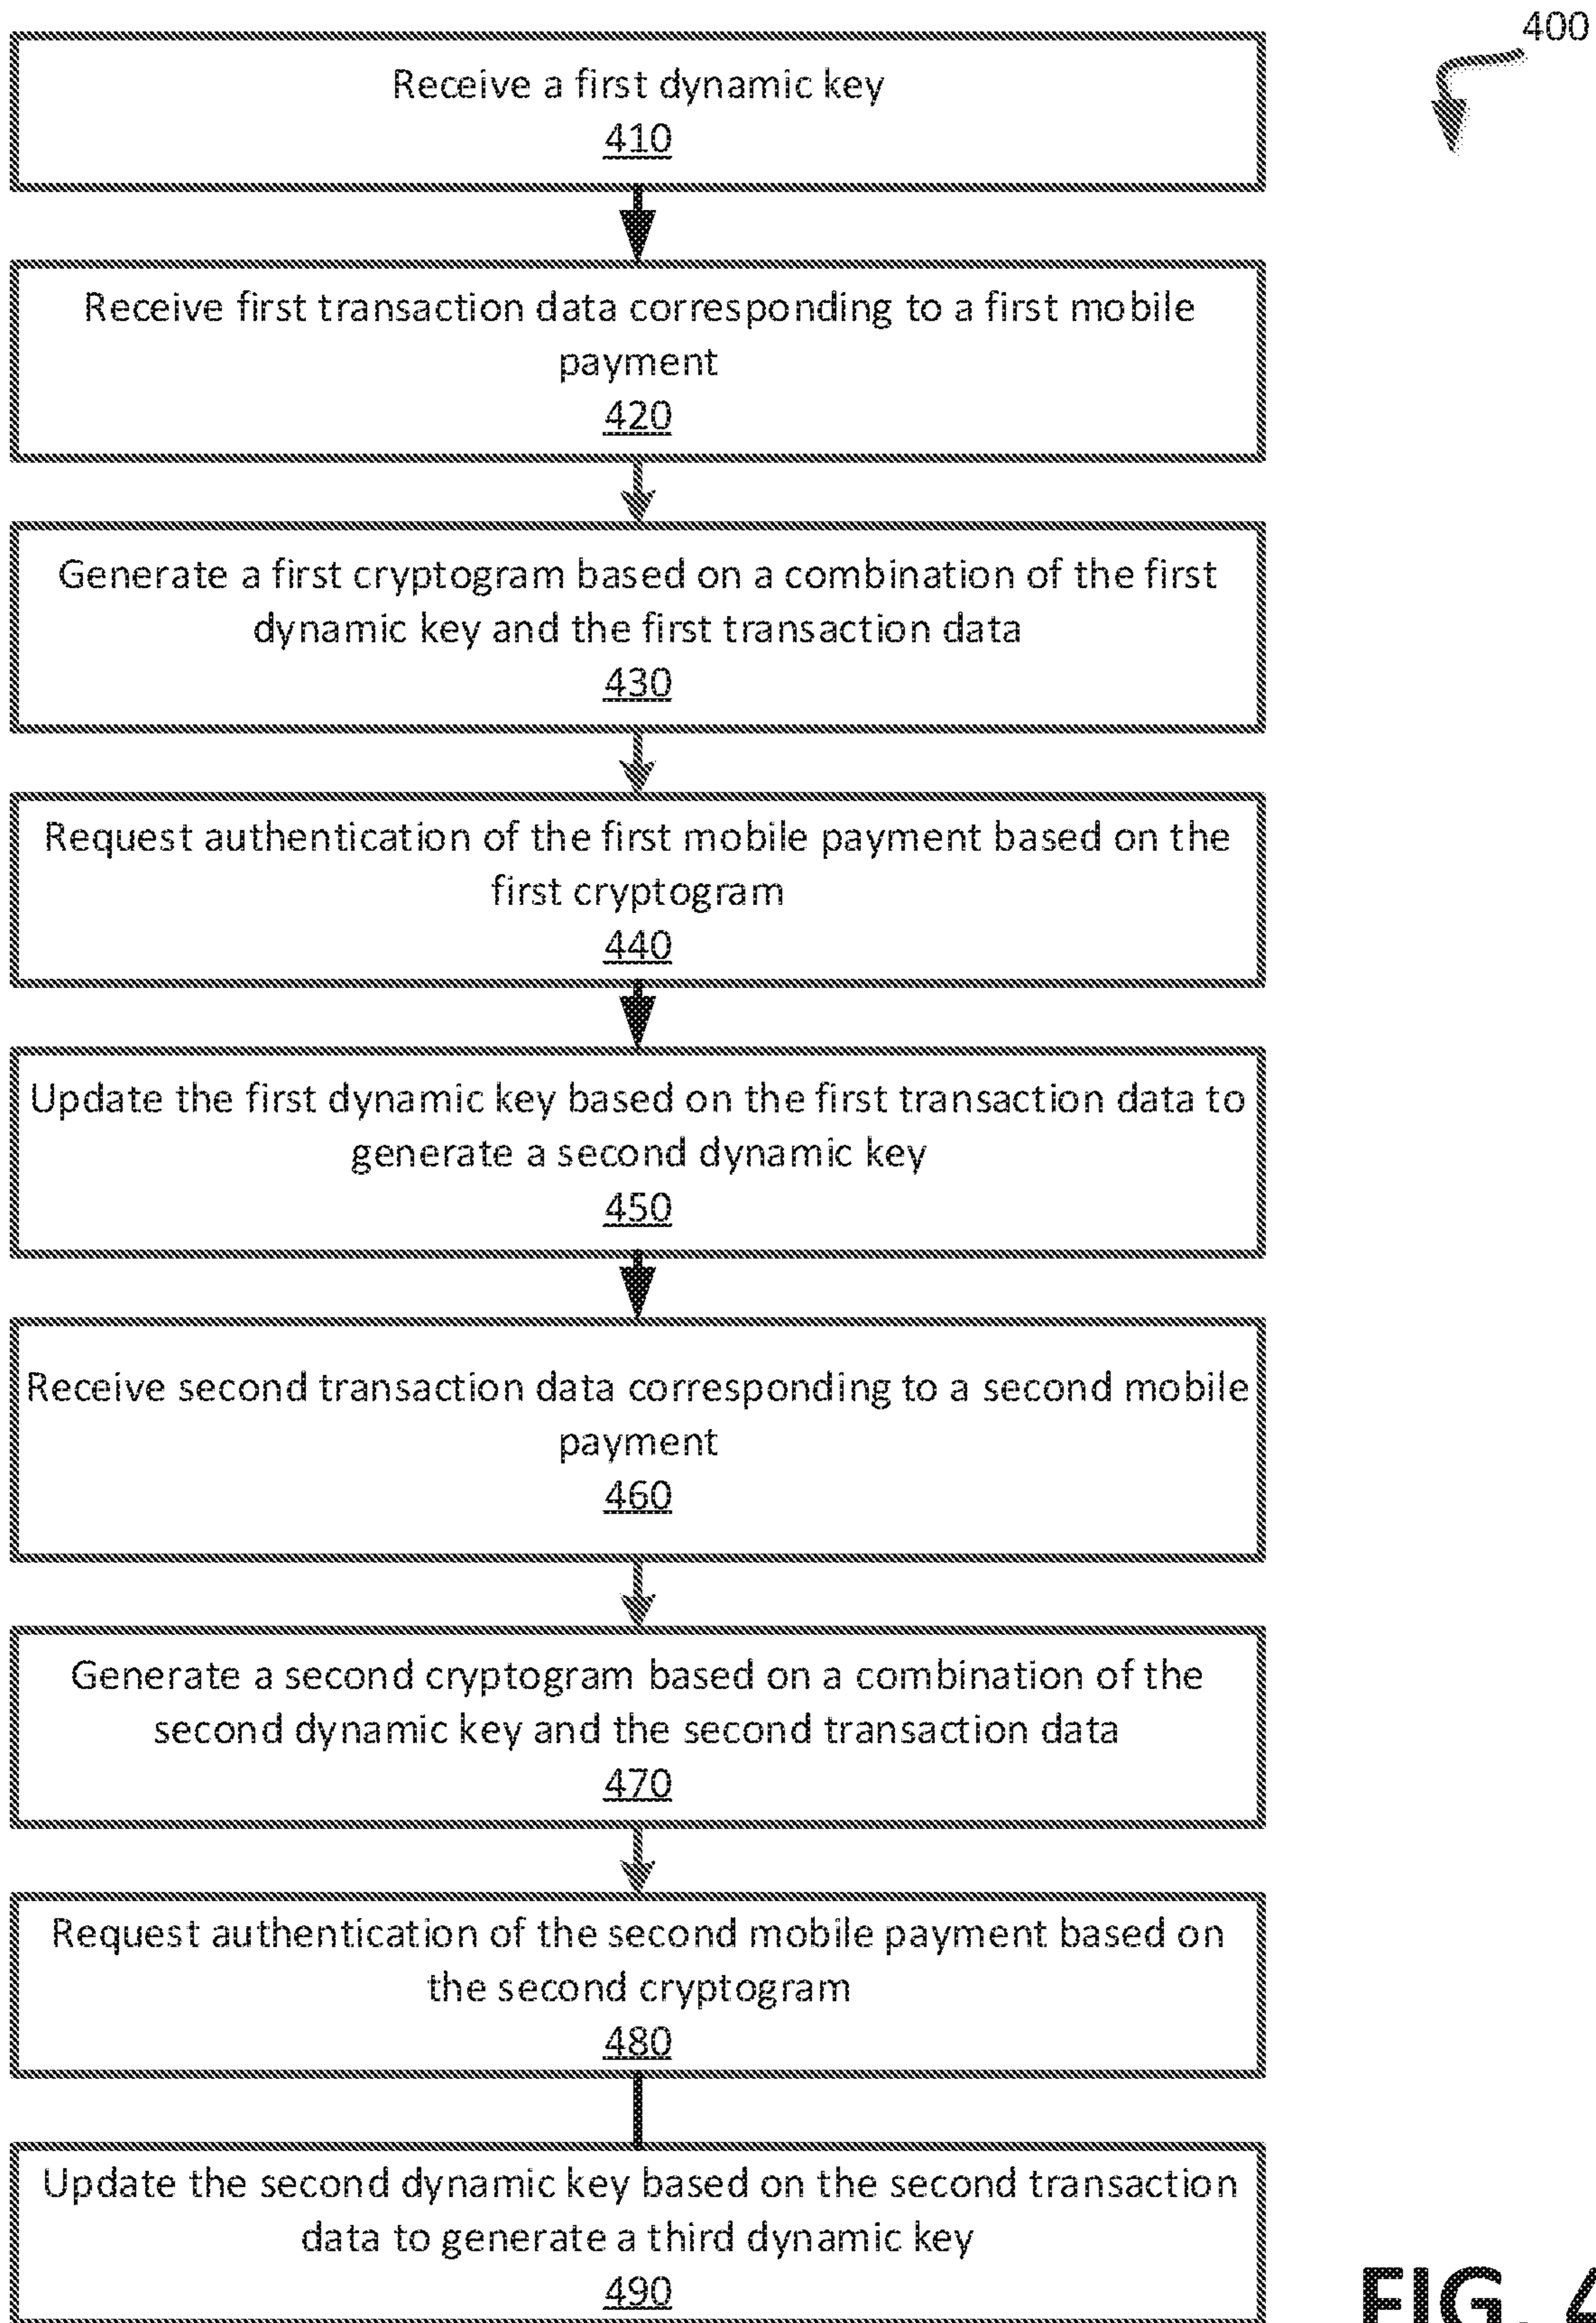 400
Receive a first dynamic key
410
Receive first transaction data corresponding to a first mobile
payment
420
Generate a first cryptogram based on a combination of the first
dynamic key and the first transaction data
430
Request authentication of the first mobile payment based on the
first cryptogram
440
Update the first dynamic key based on the first transaction data to
generate a second dynamic key
450
Receive second transaction data corresponding to a second mobile
payment
460
Generate a second cryptogram based on a combination of the
second dynamic key and the second transaction data
470
Request authentication of the second mobile payment based on
the second cryptogram
480
Update the second dynamic key based on the second transaction
data to generate a third dynamic key
490
FIG. 4